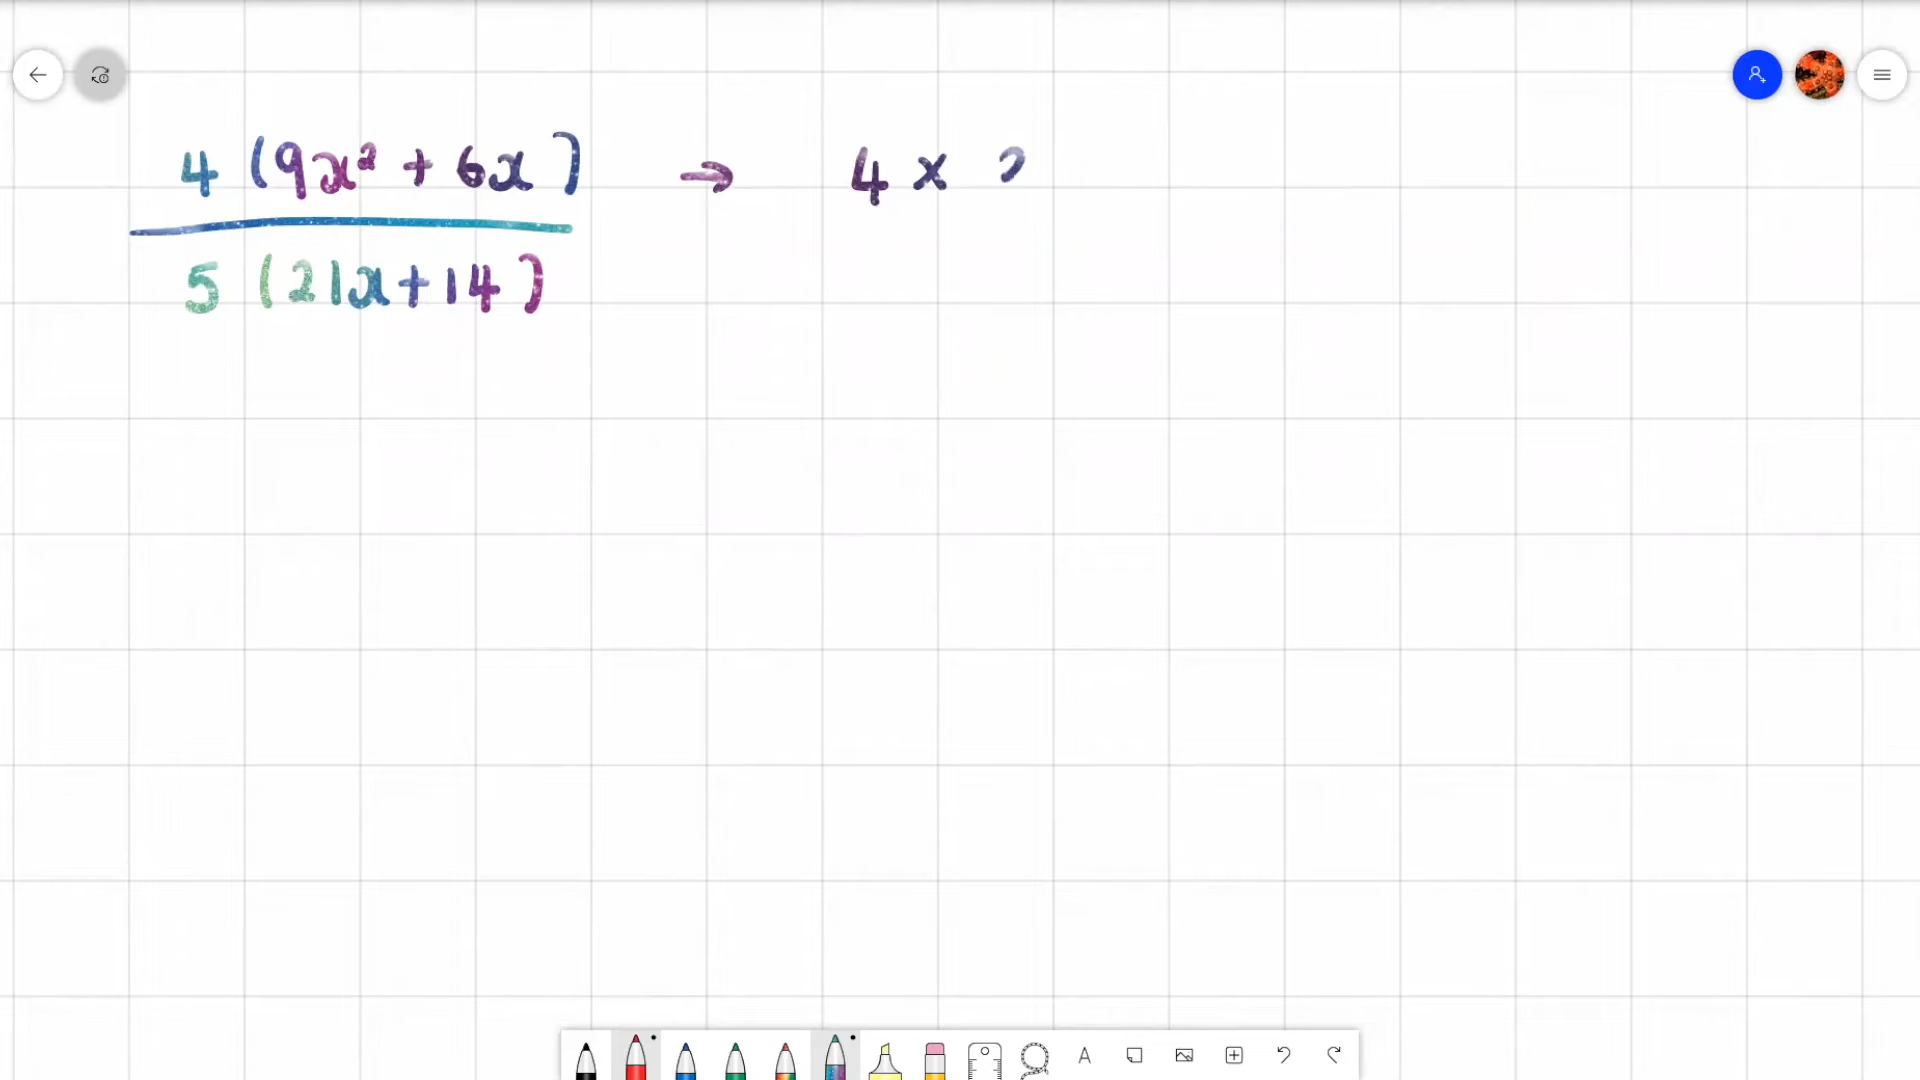 4 (9x² + 6x) → 4 ×
5 (21x + 14)
A